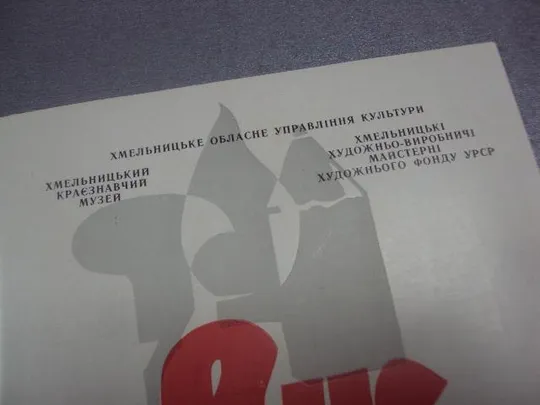 ХМЕЛЬНИЦЬКЕ ОБЛАСНЕ УПРАВЛІННЯ КУЛЬТУРИ
ХМЕЛЬНИЦЬКИЙ
КРАЄЗНАВЧИЙ
МУЗЕЙ
ХМЕЛЬНИЦЬКІ
ХУДОЖНЬО-ВИРОБНИЧІ
МАЙСТЕРНІ
ХУДОЖНЬОГО ФОНДУ УРСР